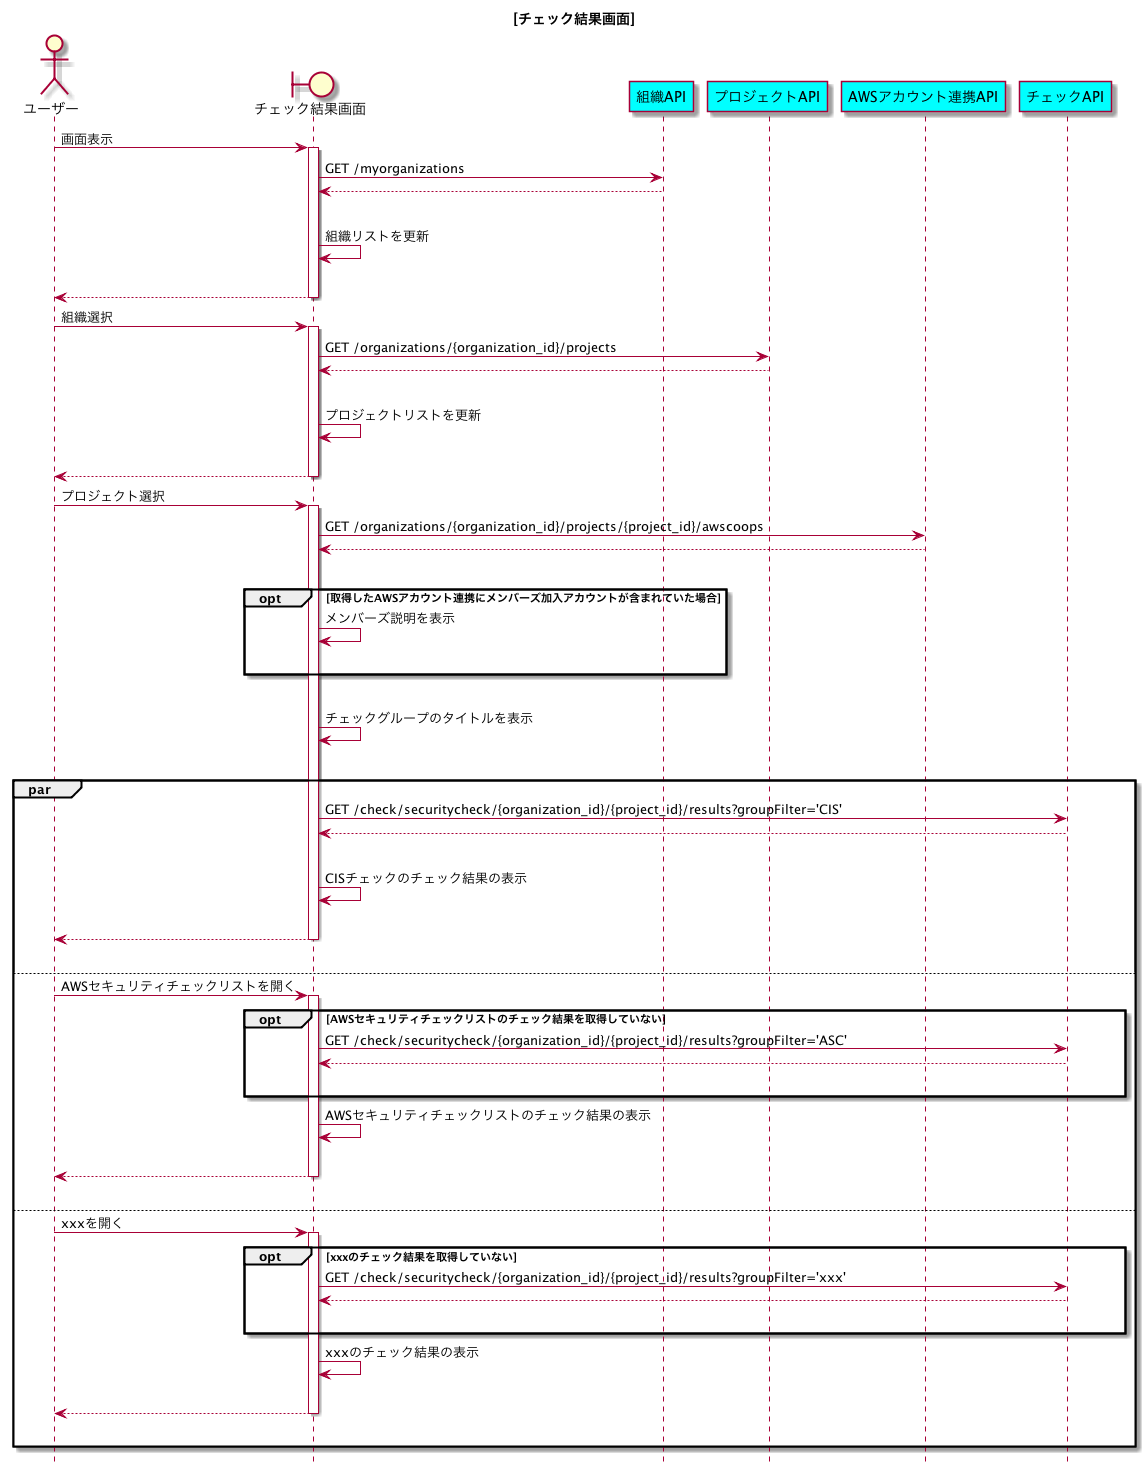 [チェック結果画面]
ユーザー
チェック結果画面
組織API
プロジェクトAPI
AWSアカウント連携API
チェックAPI
画面表示
GET /myorganizations
組織リストを更新
組織選択
GET /organizations/{organization_id}/projects
プロジェクトリストを更新
プロジェクト選択
GET /organizations/{organization_id}/projects/{project_id}/awscoops
opt [取得したAWSアカウント連携にメンバーズ加入アカウントが含まれていた場合]
メンバーズ説明を表示
チェックグループのタイトルを表示
par
GET /check/securitycheck/{organization_id}/{project_id}/results?groupFilter='CIS'
CISチェックのチェック結果の表示
AWSセキュリティチェックリストを開く
opt [AWSセキュリティチェックリストのチェック結果を取得していない]
GET /check/securitycheck/{organization_id}/{project_id}/results?groupFilter='ASC'
AWSセキュリティチェックリストのチェック結果の表示
xxxを開く
opt [xxxのチェック結果を取得していない]
GET /check/securitycheck/{organization_id}/{project_id}/results?groupFilter='xxx'
xxxのチェック結果の表示